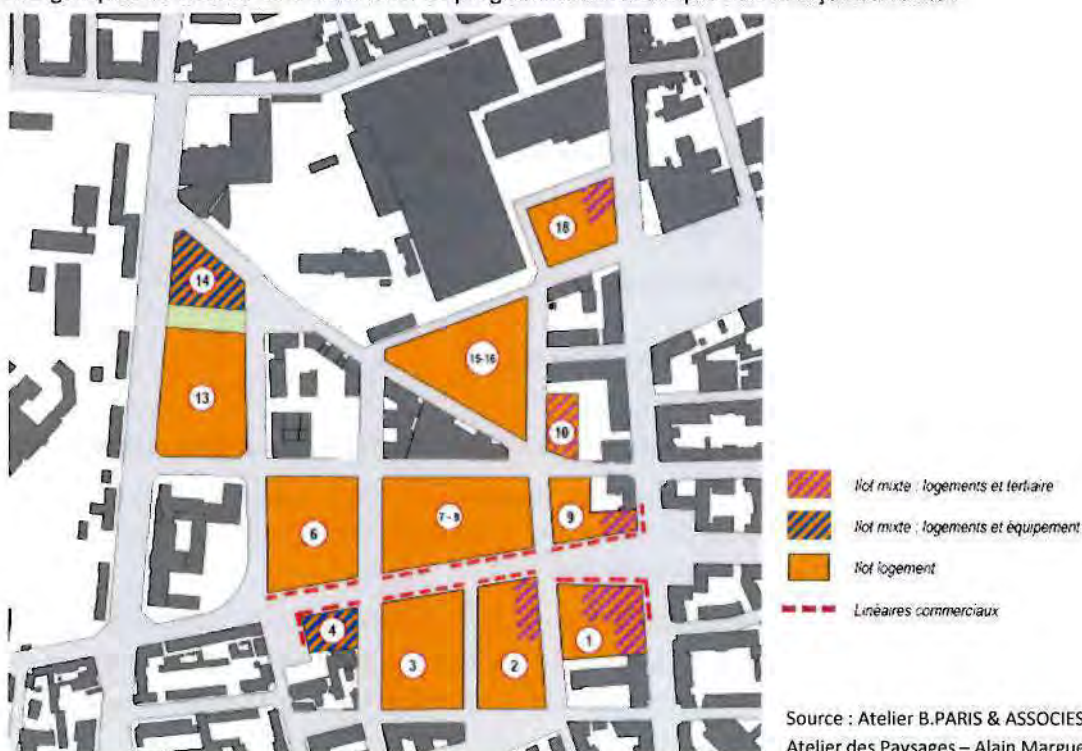 14
18
15-16
13
10
6
7 - 8
9
4
3
2
1
Ilot mixte : logements et tertiaire
Ilot mixte : logements et équipement
Ilot logement
Linéaires commerciaux
Source : Atelier B.PARIS & ASSOCIES
Atelier des Paysages – Alain Margue